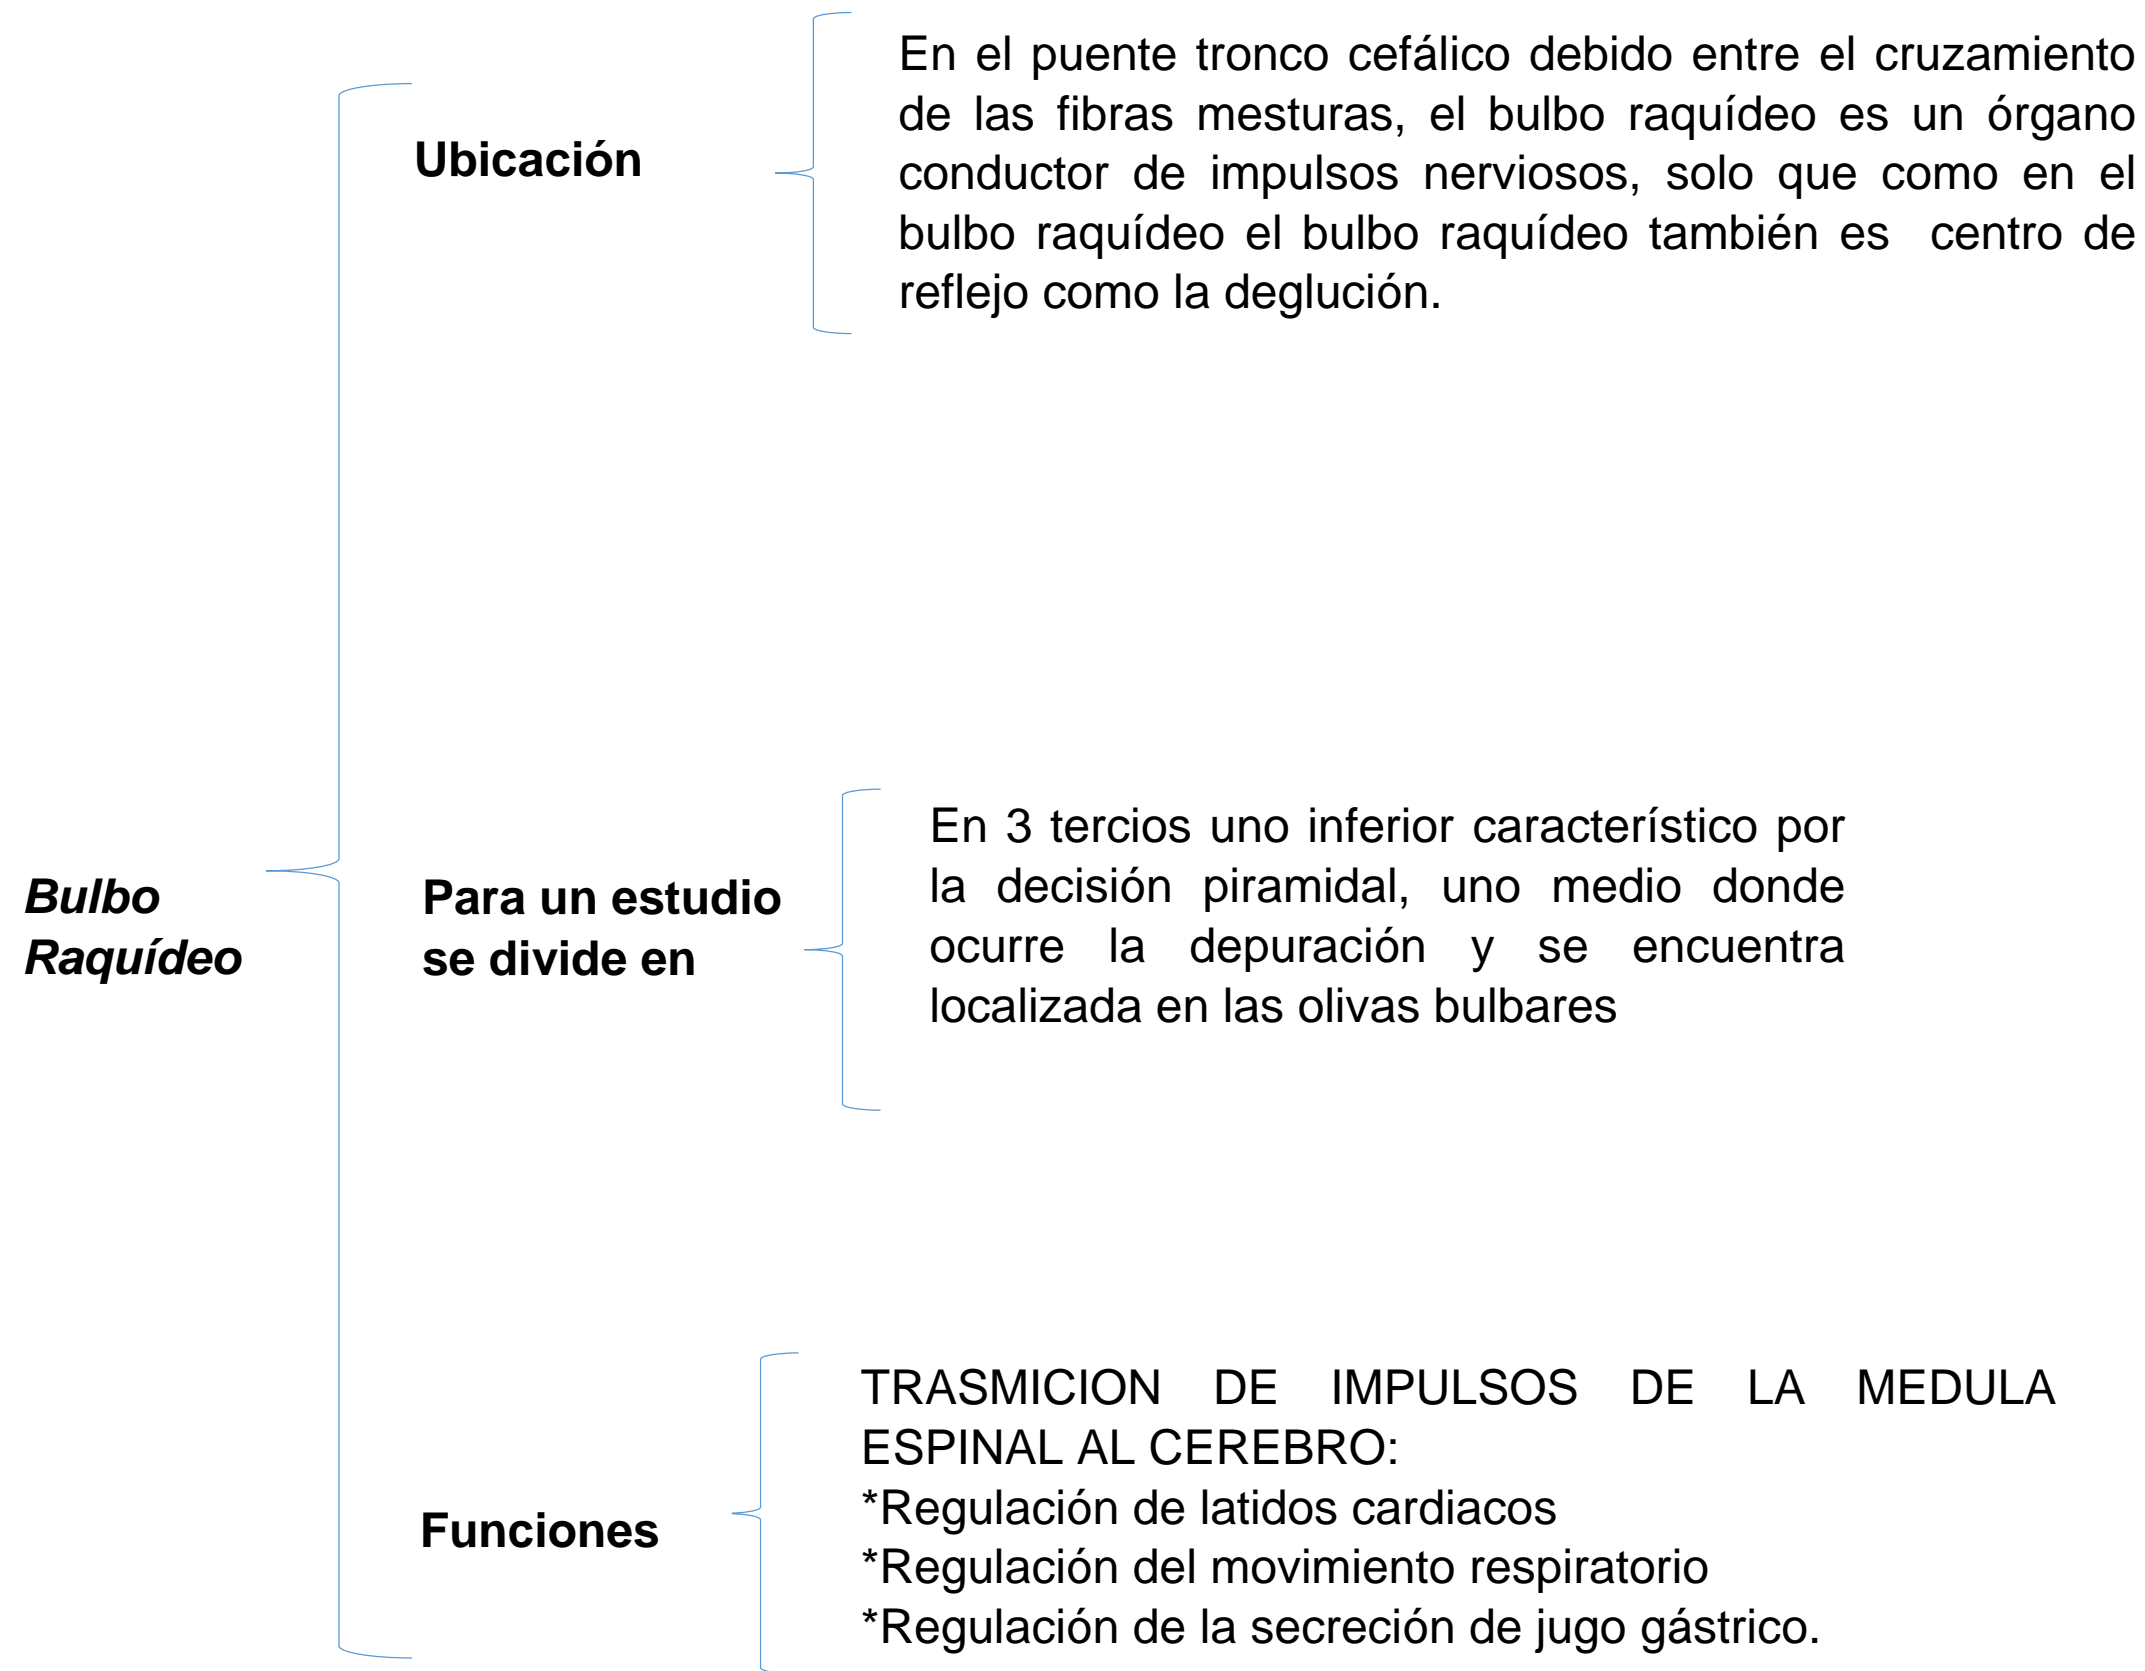 En el puente tronco cefálico debido entre el cruzamiento
de las fibras mesturas, el bulbo raquídeo es un órgano
conductor de impulsos nerviosos, solo que como en el
bulbo raquídeo el bulbo raquídeo también es  centro de
reflejo como la deglución.
Ubicación
En 3 tercios uno inferior característico por
la decisión piramidal, uno medio donde
ocurre la depuración y se encuentra
localizada en las olivas bulbares
Para un estudio
se divide en
Bulbo
Raquídeo
TRASMICION DE IMPULSOS DE LA MEDULA
ESPINAL AL CEREBRO:
*Regulación de latidos cardiacos
*Regulación del movimiento respiratorio
*Regulación de la secreción de jugo gástrico.
Funciones